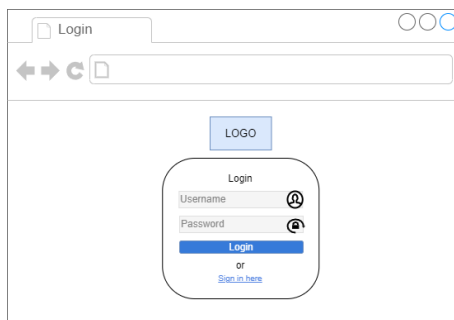 Login
LOGO
Login
Username
Password
Login
or
Sign in here